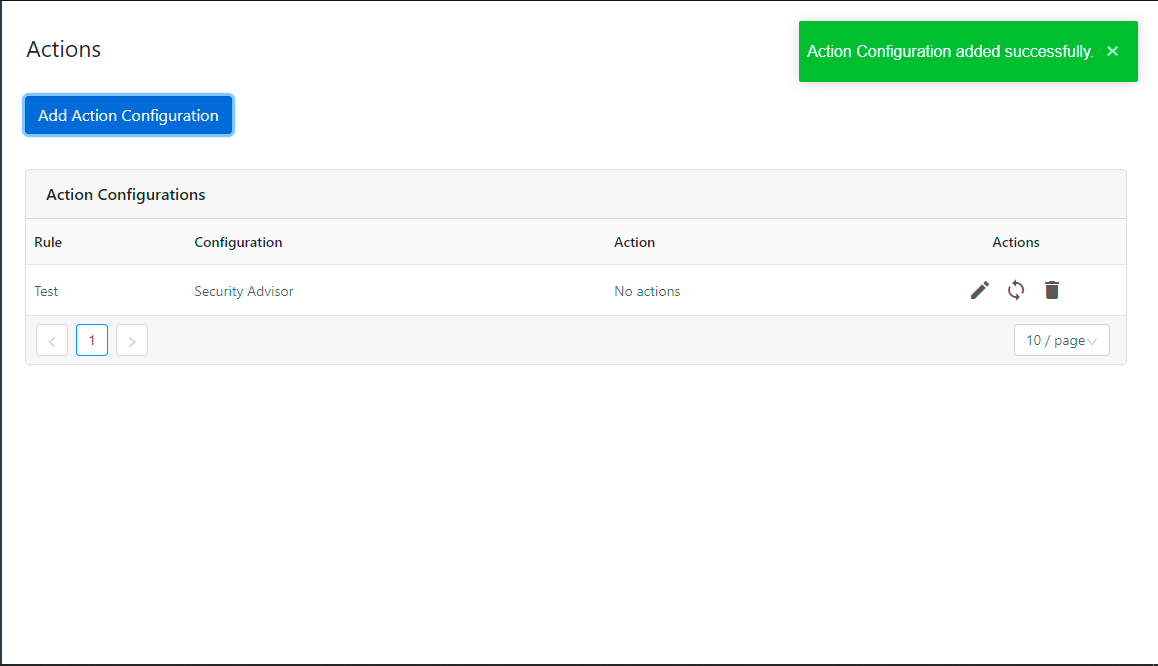 Actions
Action Configuration added successfully. ×
Add Action Configuration
Action Configurations
Rule Configuration Action Actions
Test Security Advisor No actions
< 1 > 10 / page